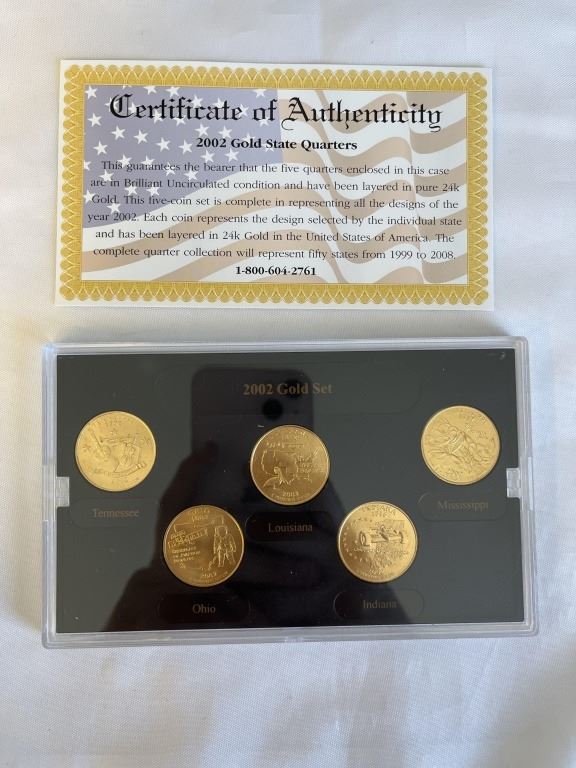 Certificate of Authenticity
2002 Gold State Quarters
This guarantees the bearer that the five quarters enclosed in this case
are in Brilliant Uncirculated condition and have been layered in pure 24k
Gold. This five-coin set is complete in representing all the designs of the
year 2002. Each coin represents the design selected by the individual state
and has been layered in 24k Gold in the United States of America. The
complete quarter collection will represent fifty states from 1999 to 2008.
1-800-604-2761
2002 Gold Set
Tennessee
Louisiana
Mississippi
Ohio
Indiana